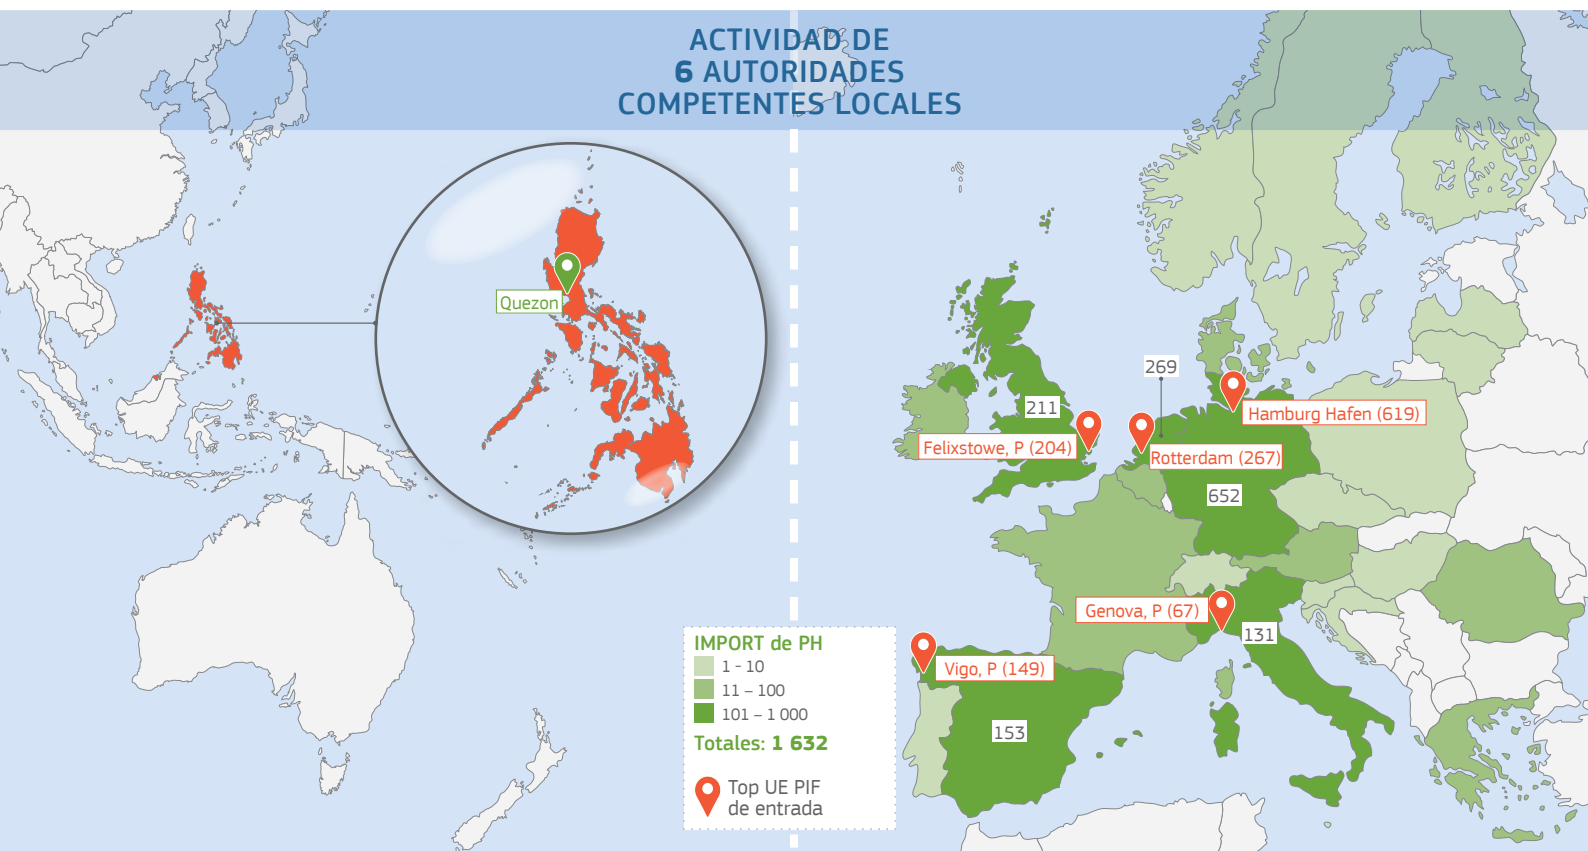 ACTIVIDAD DE
6 AUTORIDADES
COMPETENTES LOCALES
Quezon
269
211
Hamburg Hafen (619)
Felixstowe, P (204)
Rotterdam (267)
652
Genova, P (67)
131
Vigo, P (149)
153
IMPORT de PH
1 - 10
11 – 100
101 – 1 000
Totales: 1 632
Top UE PIF
de entrada